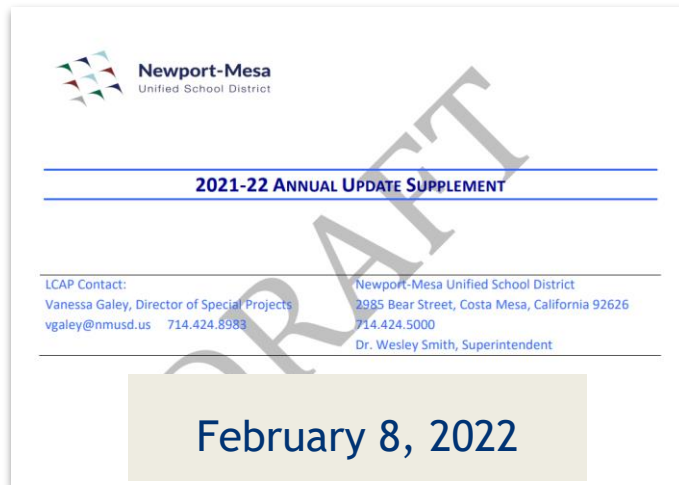 Newport-Mesa
Unified School District
2021-22 ANNUAL UPDATE SUPPLEMENT
LCAP Contact:
Vanessa Galey, Director of Special Projects
vgaley@nmusd.us 714.424.8983
Newport-Mesa Unified School District
2985 Bear Street, Costa Mesa, California 92626
714.424.5000
Dr. Wesley Smith, Superintendent
DRAFT
February 8, 2022